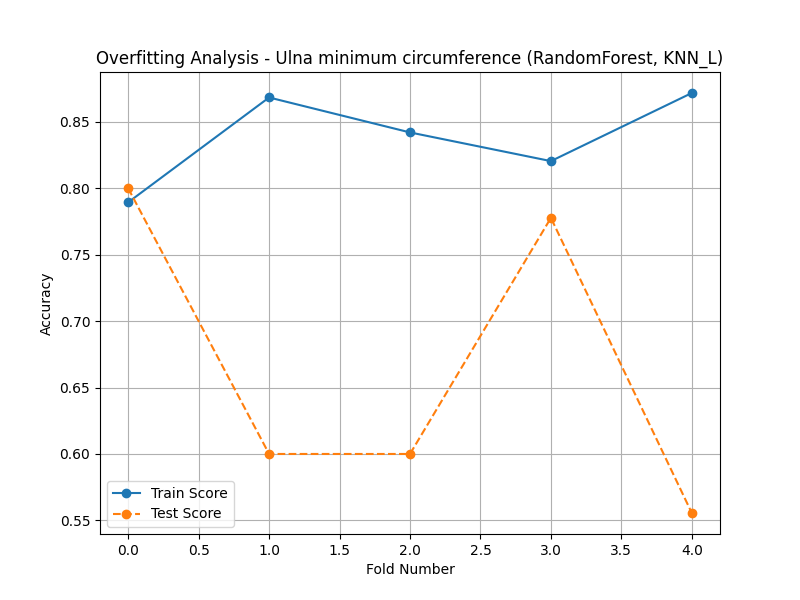 Overfitting Analysis - Ulna minimum circumference (RandomForest, KNN_L)
Accuracy
0.85
0.80
0.75
0.70
0.65
0.60
0.55
Train Score
Test Score
0.0 0.5 1.0 1.5 2.0 2.5 3.0 3.5 4.0
Fold Number